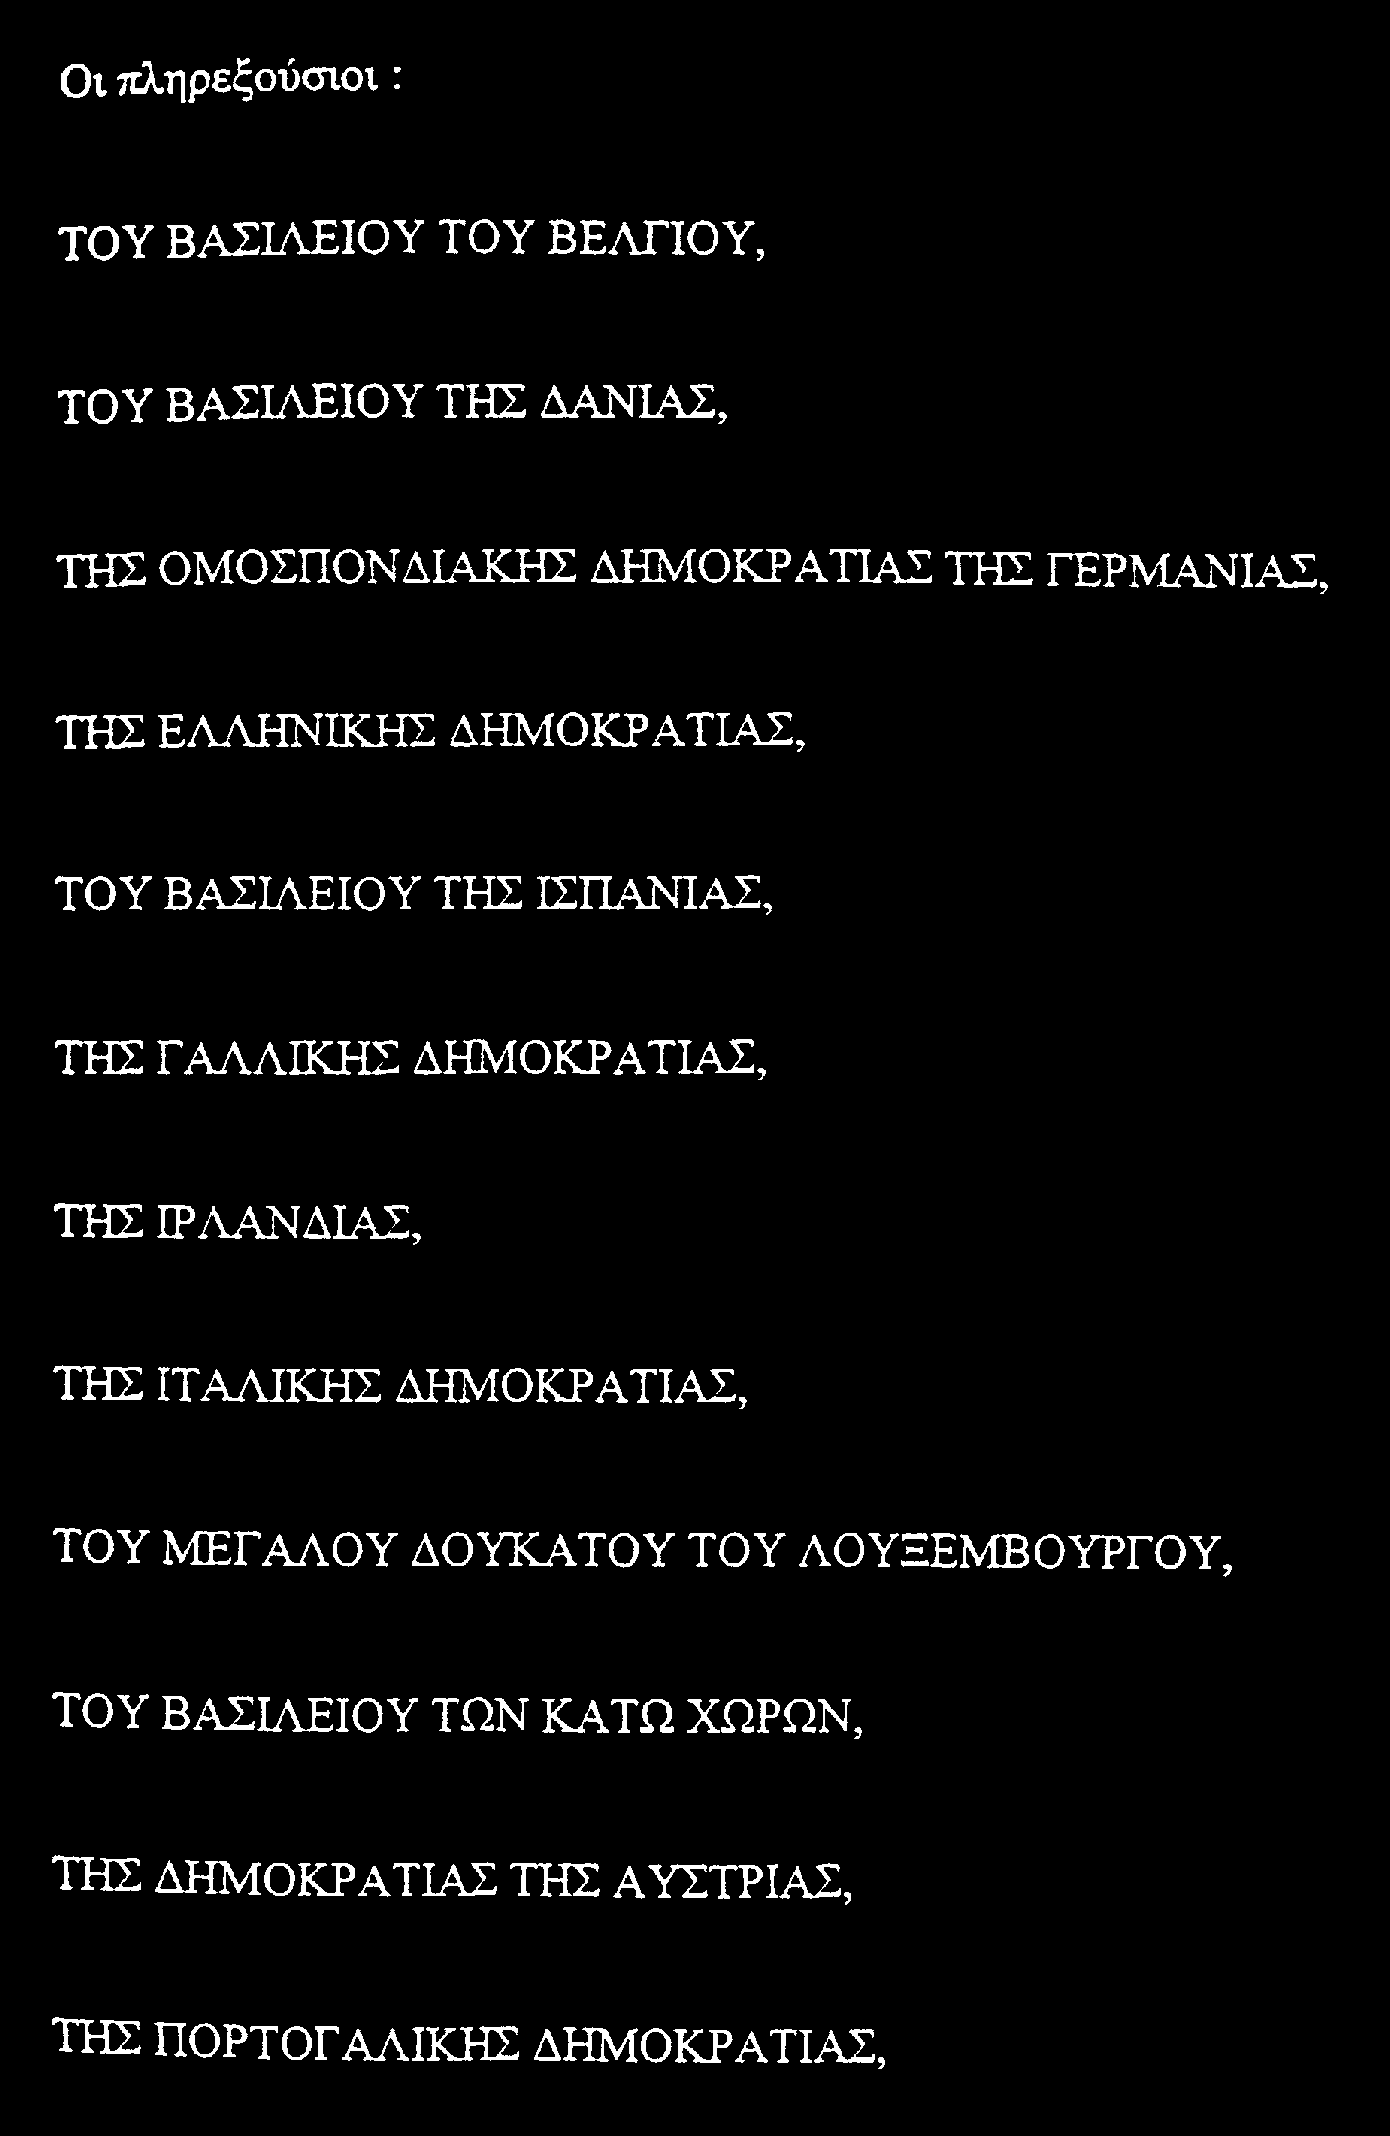 Οι πληρεξούσιοι :
ΤΟΥ ΒΑΣΙΛΕΙΟΥ ΤΟΥ ΒΕΛΓΙΟΥ,
ΤΟΥ ΒΑΣΙΛΕΙΟΥ ΤΗΣ ΔΑΝΙΑΣ,
ΤΗΣ ΟΜΟΣΠΟΝΔΙΑΚΗΣ ΔΗΜΟΚΡΑΤΙΑΣ ΤΗΣ ΓΕΡΜΑΝΙΑΣ,
ΤΗΣ ΕΛΛΗΝΙΚΗΣ ΔΗΜΟΚΡΑΤΙΑΣ,
ΤΟΥ ΒΑΣΙΛΕΙΟΥ ΤΗΣ ΙΣΠΑΝΙΑΣ,
ΤΗΣ ΓΑΛΛΙΚΗΣ ΔΗΜΟΚΡΑΤΙΑΣ,
ΤΗΣ ΙΡΛΑΝΔΙΑΣ,
ΤΗΣ ΙΤΑΛΙΚΗΣ ΔΗΜΟΚΡΑΤΙΑΣ,
ΤΟΥ ΜΕΓΑΛΟΥ ΔΟΥΚΑΤΟΥ ΤΟΥ ΛΟΥΞΕΜΒΟΥΡΓΟΥ,
ΤΟΥ ΒΑΣΙΛΕΙΟΥ ΤΩΝ ΚΑΤΩ ΧΩΡΩΝ,
ΤΗΣ ΔΗΜΟΚΡΑΤΙΑΣ ΤΗΣ ΑΥΣΤΡΙΑΣ,
ΤΗΣ ΠΟΡΤΟΓΑΛΙΚΗΣ ΔΗΜΟΚΡΑΤΙΑΣ,